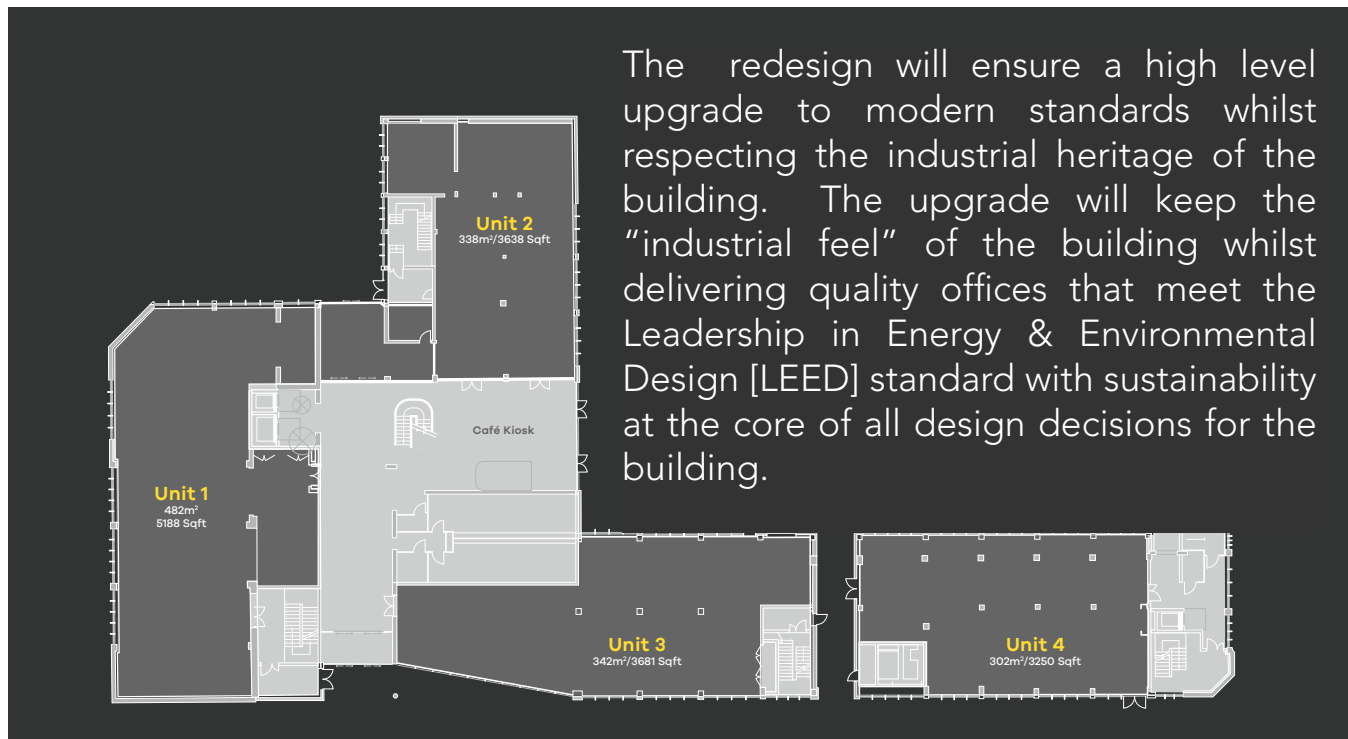 The redesign will ensure a high level
upgrade to modern standards whilst
respecting the industrial heritage of the
building. The upgrade will keep the
“industrial feel” of the building whilst
delivering quality offices that meet the
Leadership in Energy & Environmental
Design [LEED] standard with sustainability
at the core of all design decisions for the
building.
Unit 2
338m²/3638 Sqft
Café Kiosk
Unit 1
482m²
5188 Sqft
Unit 3
342m²/3681 Sqft
Unit 4
302m²/3250 Sqft